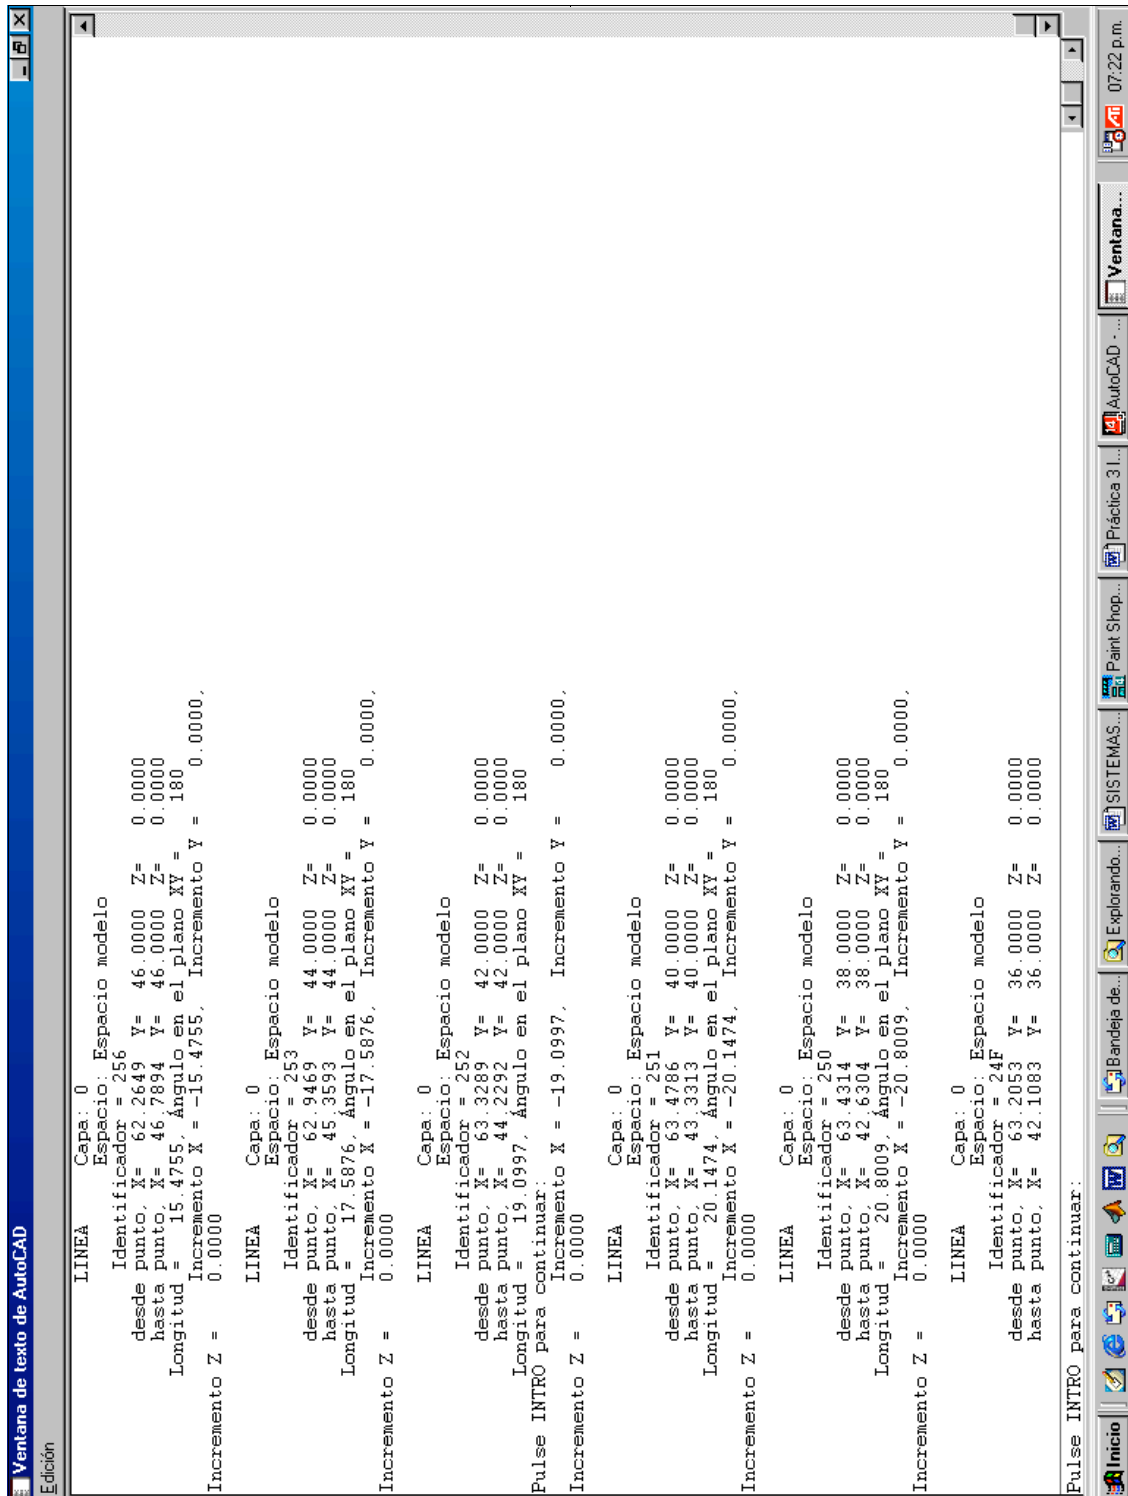 Ventana de texto de AutoCAD
Edición
LINEA Capa: 0
Espacio: Espacio modelo
Identificador = 256
desde punto, X= 62.2649 Y= 46.0000 Z= 0.0000
hasta punto, X= 46.7894 Y= 46.0000 Z= 0.0000
Longitud = 15.4755, Ángulo en el plano XY = 180
Incremento X = -15.4755, Incremento Y = 0.0000,
Incremento Z = 0.0000
LINEA Capa: 0
Espacio: Espacio modelo
Identificador = 253
desde punto, X= 62.9469 Y= 44.0000 Z= 0.0000
hasta punto, X= 45.3593 Y= 44.0000 Z= 0.0000
Longitud = 17.5876, Ángulo en el plano XY = 180
Incremento X = -17.5876, Incremento Y = 0.0000,
Incremento Z = 0.0000
LINEA Capa: 0
Espacio: Espacio modelo
Identificador = 252
desde punto, X= 63.3289 Y= 42.0000 Z= 0.0000
hasta punto, X= 44.2292 Y= 42.0000 Z= 0.0000
Longitud = 19.0997, Ángulo en el plano XY = 180
Pulse INTRO para continuar:
Incremento X = -19.0997, Incremento Y = 0.0000,
Incremento Z = 0.0000
LINEA Capa: 0
Espacio: Espacio modelo
Identificador = 251
desde punto, X= 63.4786 Y= 40.0000 Z= 0.0000
hasta punto, X= 43.3313 Y= 40.0000 Z= 0.0000
Longitud = 20.1474, Ángulo en el plano XY = 180
Incremento X = -20.1474, Incremento Y = 0.0000,
Incremento Z = 0.0000
LINEA Capa: 0
Espacio: Espacio modelo
Identificador = 250
desde punto, X= 63.4314 Y= 38.0000 Z= 0.0000
hasta punto, X= 42.6304 Y= 38.0000 Z= 0.0000
Longitud = 20.8009, Ángulo en el plano XY = 180
Incremento X = -20.8009, Incremento Y = 0.0000,
Incremento Z = 0.0000
LINEA Capa: 0
Espacio: Espacio modelo
Identificador = 24F
desde punto, X= 63.2053 Y= 36.0000 Z= 0.0000
hasta punto, X= 42.1083 Y= 36.0000 Z= 0.0000
Pulse INTRO para continuar:
Inicio Bandeja de... Explorando... SISTEMAS... Paint Shop... Práctica 3 I... AutoCAD - ... Ventana... ATI 07:22 p.m.